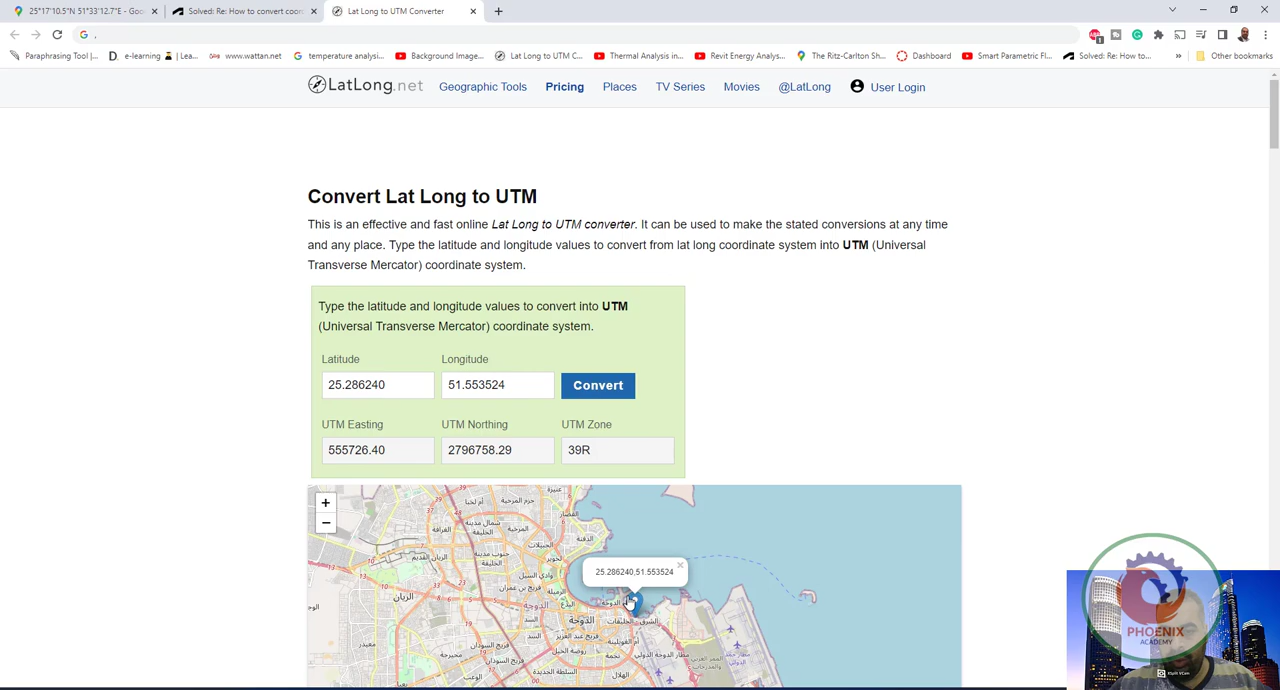 25°17'10.5"N 51°33'12.7"E - Goo
Solved: Re: How to convert coor
Lat Long to UTM Converter
.
Paraphrasing Tool |...
e-learning | Lea...
www.wattan.net
temperature analysi...
Background Image...
Lat Long to UTM C...
Thermal Analysis in...
Revit Energy Analys...
The Ritz-Carlton Sh...
Dashboard
Smart Parametric Fl...
Solved: Re: How to...
»
Other bookmarks
LatLong.net
Geographic Tools
Pricing
Places
TV Series
Movies
@LatLong
User Login
Convert Lat Long to UTM
This is an effective and fast online Lat Long to UTM converter. It can be used to make the stated conversions at any time
and any place. Type the latitude and longitude values to convert from lat long coordinate system into UTM (Universal
Transverse Mercator) coordinate system.
Type the latitude and longitude values to convert into UTM
(Universal Transverse Mercator) coordinate system.
Latitude
Longitude
25.286240
51.553524
Convert
UTM Easting
UTM Northing
UTM Zone
555726.40
2796758.29
39R
+
−
25.286240,51.553524
الريان
الدوحة
PHOENIX
ACADEMY
XSplit VCam